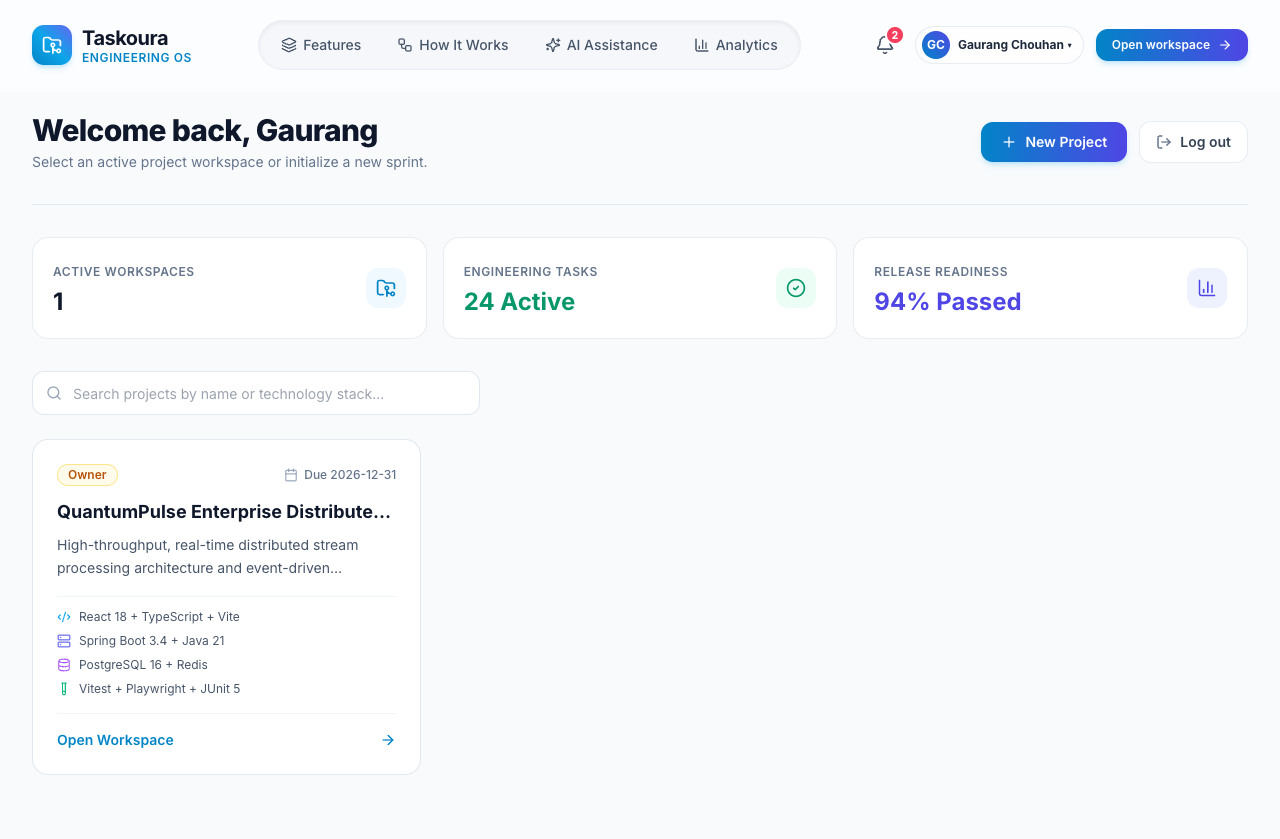 Taskoura
ENGINEERING OS
Features
How It Works
AI Assistance
Analytics
2
GC
Gaurang Chouhan
Open workspace
Welcome back, Gaurang
Select an active project workspace or initialize a new sprint.
New Project
Log out
ACTIVE WORKSPACES
1
ENGINEERING TASKS
24 Active
RELEASE READINESS
94% Passed
Search projects by name or technology stack...
Owner
Due 2026-12-31
QuantumPulse Enterprise Distribute...
High-throughput, real-time distributed stream
processing architecture and event-driven...
React 18 + TypeScript + Vite
Spring Boot 3.4 + Java 21
PostgreSQL 16 + Redis
Vitest + Playwright + JUnit 5
Open Workspace